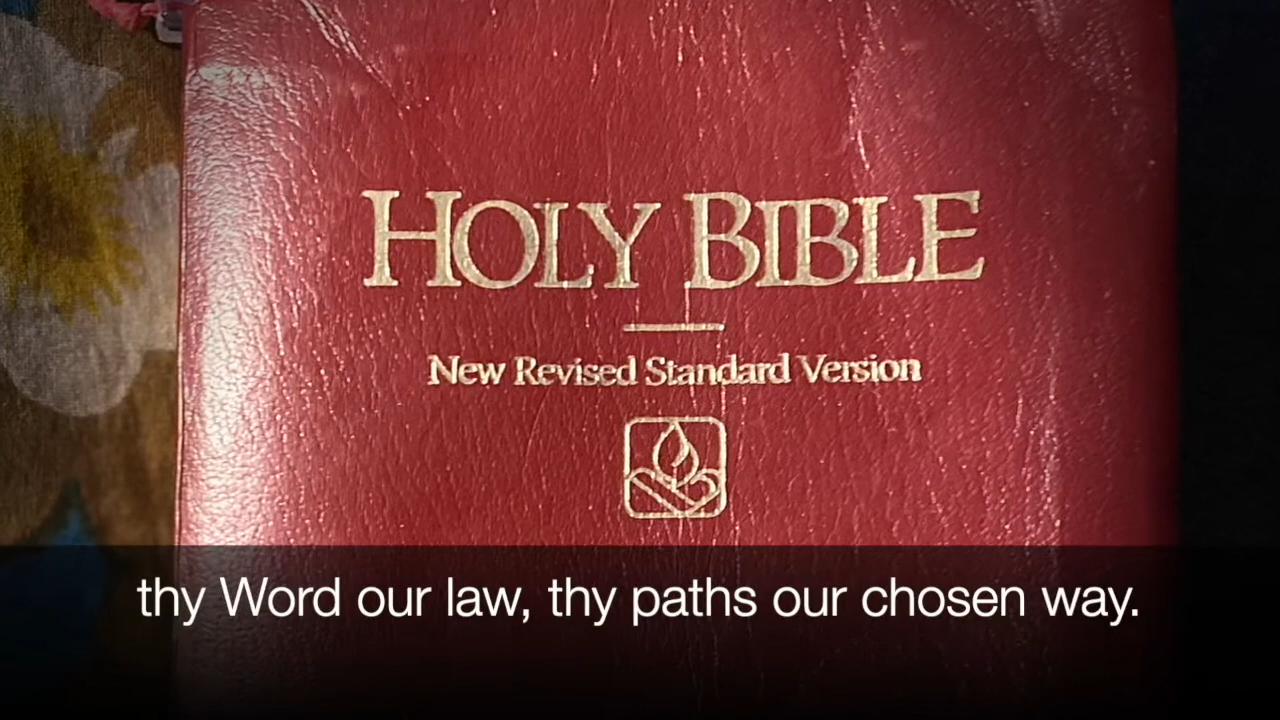 HOLY BIBLE
New Revised Standard Version
thy Word our law, thy paths our chosen way.